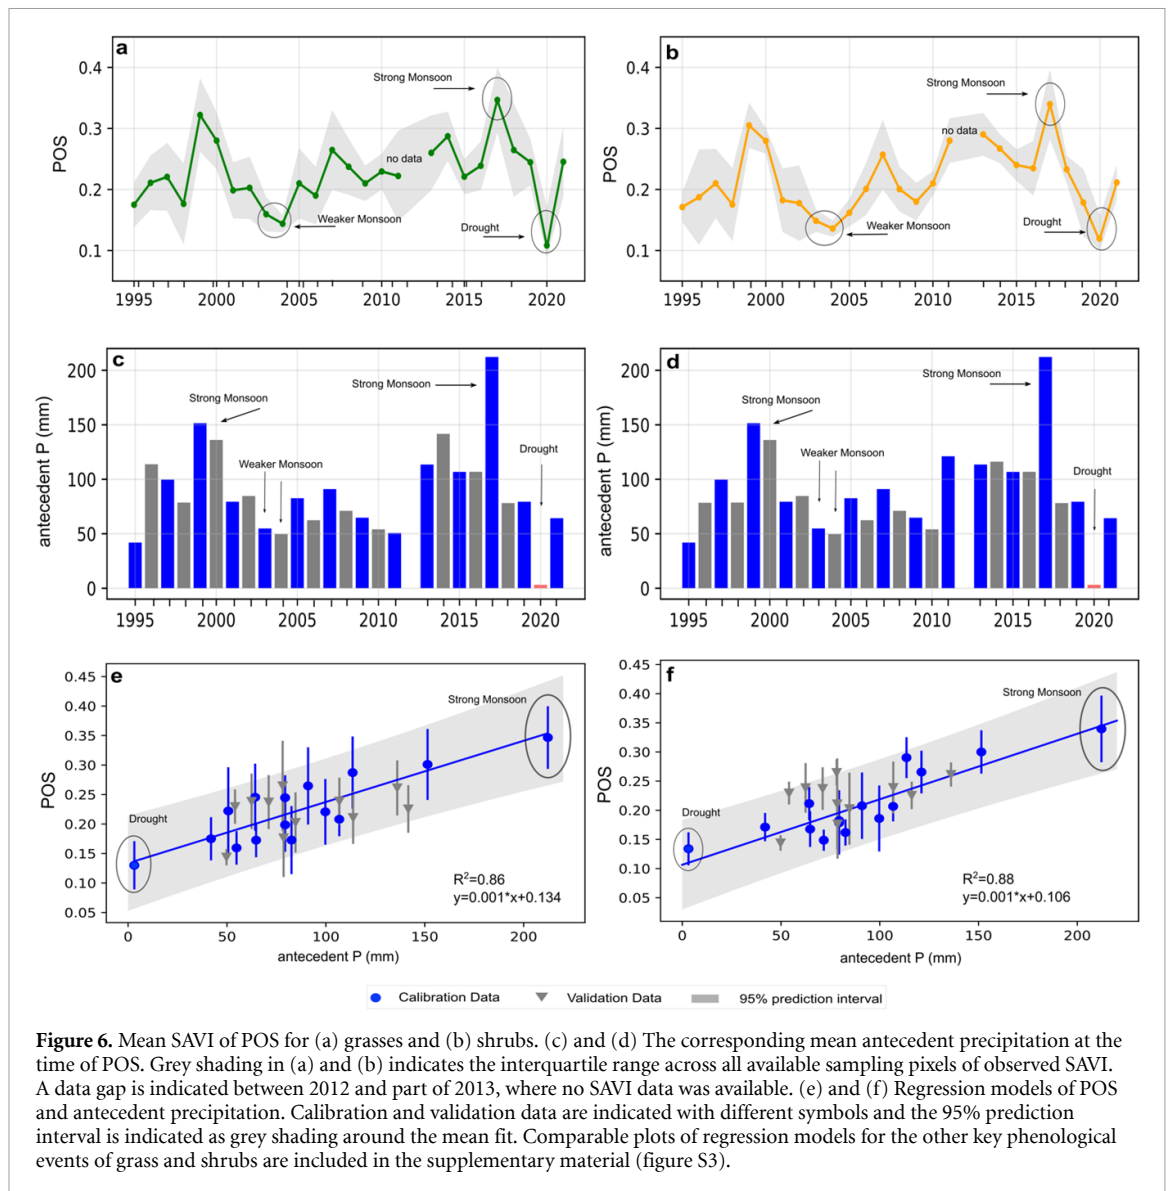 a
POS
0.4
0.3
0.2
0.1
Strong Monsoon
no data
Weaker Monsoon
Drought
1995
2000
2005
2010
2015
2020
b
POS
0.4
0.3
0.2
0.1
Strong Monsoon
no data
Weaker Monsoon
Drought
1995
2000
2005
2010
2015
2020
c
antecedent P (mm)
200
150
100
50
0
Strong Monsoon
Strong Monsoon
Weaker Monsoon
Drought
1995
2000
2005
2010
2015
2020
d
antecedent P (mm)
200
150
100
50
0
Strong Monsoon
Strong Monsoon
Weaker Monsoon
Drought
1995
2000
2005
2010
2015
2020
e
POS
0.45
0.40
0.35
0.30
0.25
0.20
0.15
0.10
0.05
Strong Monsoon
Drought
R²=0.86
y=0.001*x+0.134
0
50
100
150
200
antecedent P (mm)
f
POS
0.45
0.40
0.35
0.30
0.25
0.20
0.15
0.10
0.05
Strong Monsoon
Drought
R²=0.88
y=0.001*x+0.106
0
50
100
150
200
antecedent P (mm)
Calibration Data
Validation Data
95% prediction interval
Figure 6. Mean SAVI of POS for (a) grasses and (b) shrubs. (c) and (d) The corresponding mean antecedent precipitation at the
time of POS. Grey shading in (a) and (b) indicates the interquartile range across all available sampling pixels of observed SAVI.
A data gap is indicated between 2012 and part of 2013, where no SAVI data was available. (e) and (f) Regression models of POS
and antecedent precipitation. Calibration and validation data are indicated with different symbols and the 95% prediction
interval is indicated as grey shading around the mean fit. Comparable plots of regression models for the other key phenological
events of grass and shrubs are included in the supplementary material (figure S3).